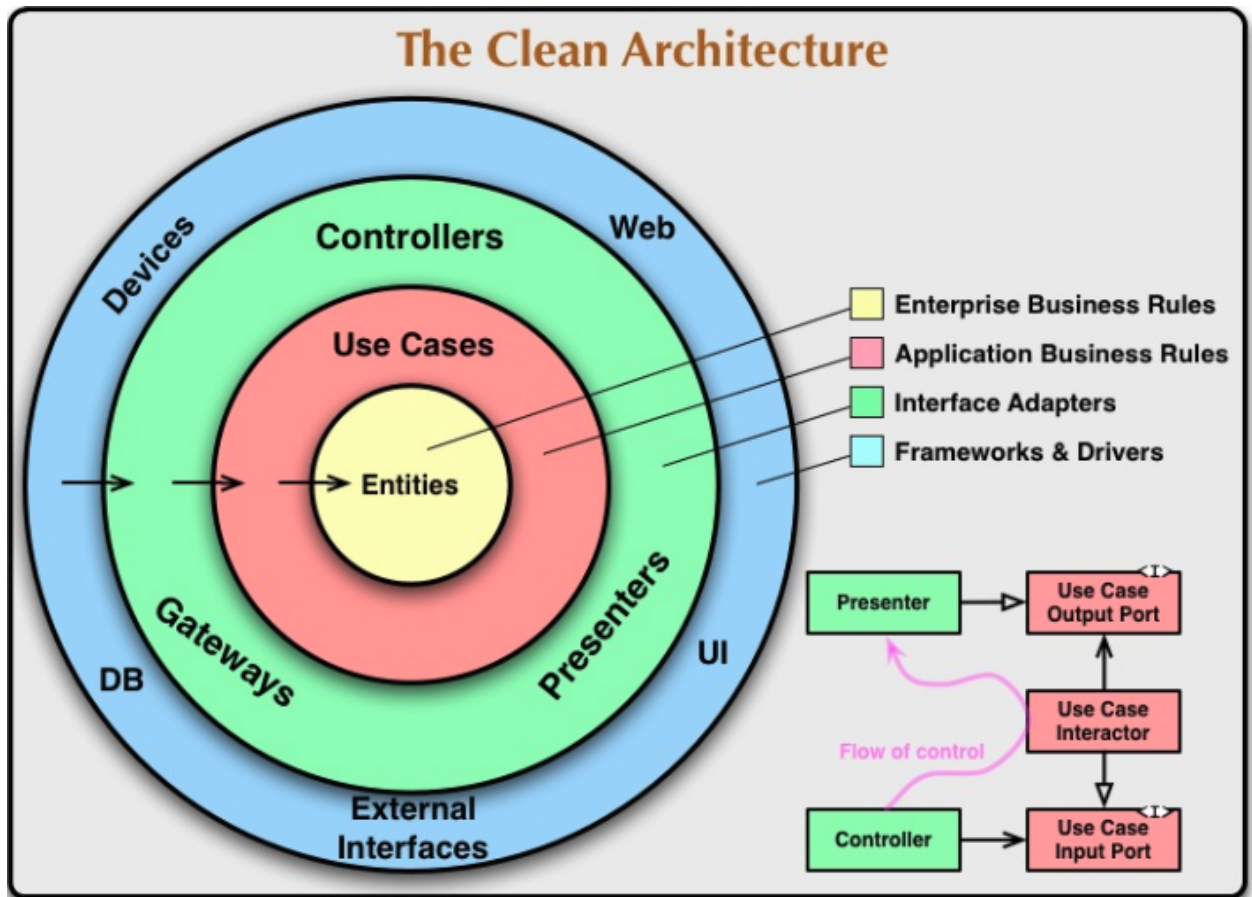 The Clean Architecture
Devices
Web
Controllers
Use Cases
Entities
Gateways
Presenters
DB
UI
External
Interfaces
Enterprise Business Rules
Application Business Rules
Interface Adapters
Frameworks & Drivers
Presenter
<I>
Use Case
Output Port
Use Case
Interactor
Flow of control
Controller
<I>
Use Case
Input Port